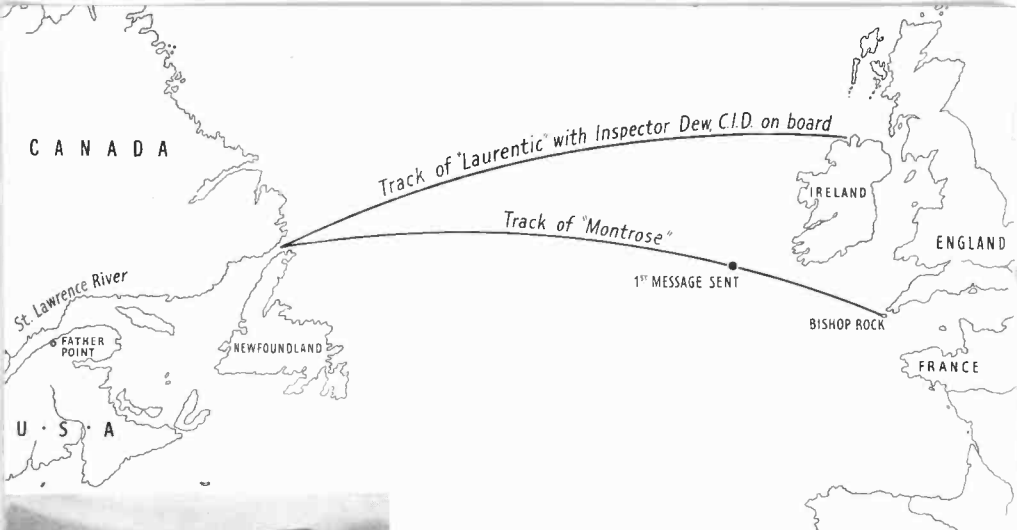 CANADA
Track of "Laurentic" with Inspector Dew, C.I.D. on board
IRELAND
Track of "Montrose"
ENGLAND
1ST MESSAGE SENT
St. Lawrence River
BISHOP ROCK
FATHER
POINT
NEWFOUNDLAND
FRANCE
U·S·A